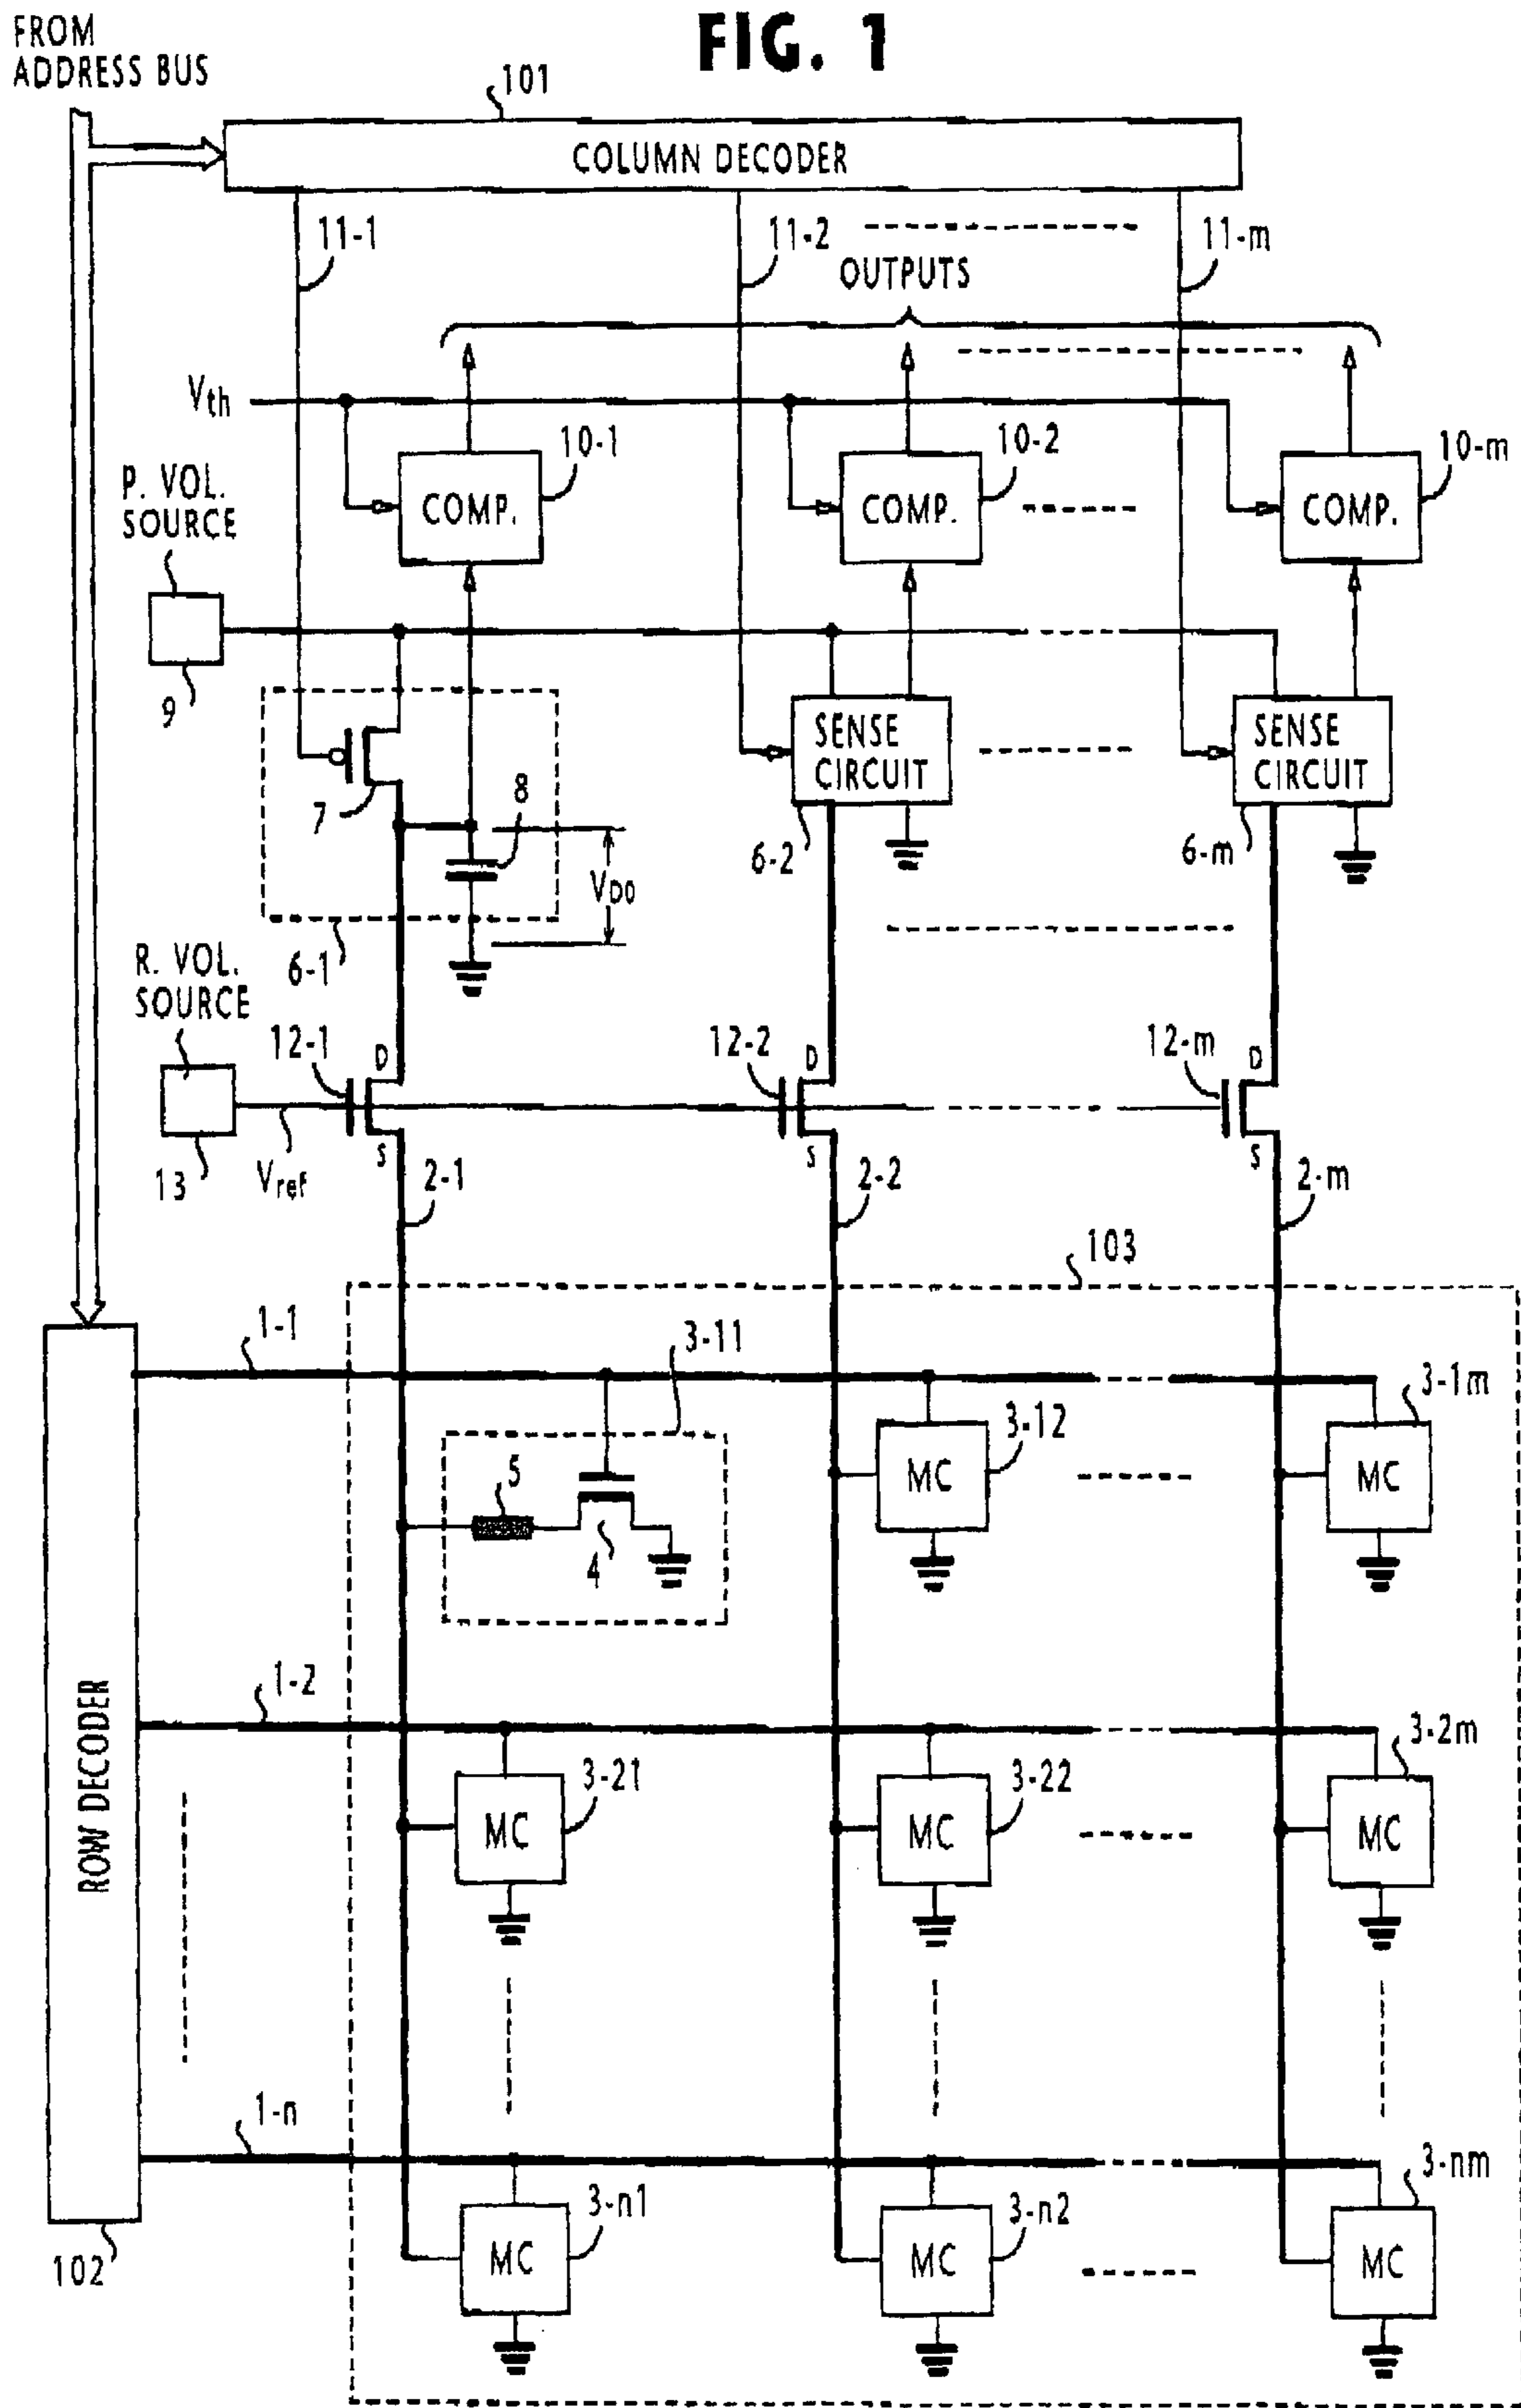 FIG. 1
FROM
ADDRESS BUS
101
COLUMN DECODER
11-1
11-2
11-m
OUTPUTS
Vth
10-1
10-2
10-m
COMP.
COMP.
COMP.
P. VOL.
SOURCE
9
SENSE
CIRCUIT
SENSE
CIRCUIT
7
8
VD0
6-1
6-2
6-m
R. VOL.
SOURCE
12-1
D
12-2
D
12-m
D
13
Vref
S
S
S
2-1
2-2
2-m
103
1-1
3-11
3-12
3-1m
5
4
MC
MC
1-2
3-21
3-22
3-2m
MC
MC
MC
ROW DECODER
1-n
3-n1
3-n2
3-nm
MC
MC
MC
102